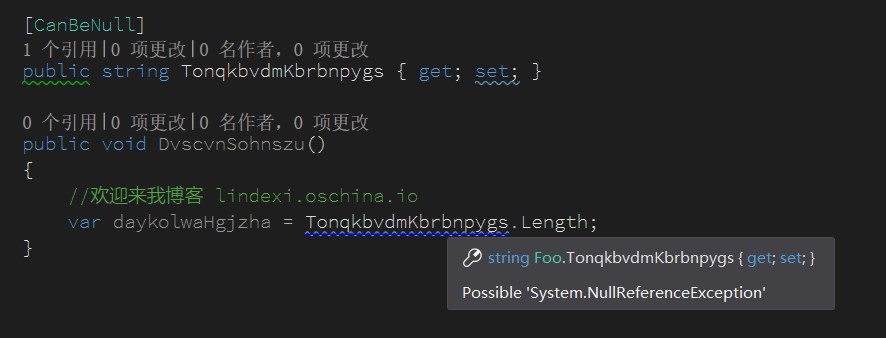 [CanBeNull]
1 个引用|0 项更改|0 名作者，0 项更改
public string TonqkbvdmKbrbnpygs { get; set; }
0 个引用|0 项更改|0 名作者，0 项更改
public void DvscvnSohnszu()
{
//欢迎来我博客 lindexi.oschina.io
var daykolwaHgjzha = TonqkbvdmKbrbnpygs.Length;
}
string Foo.TonqkbvdmKbrbnpygs { get; set; }
Possible 'System.NullReferenceException'